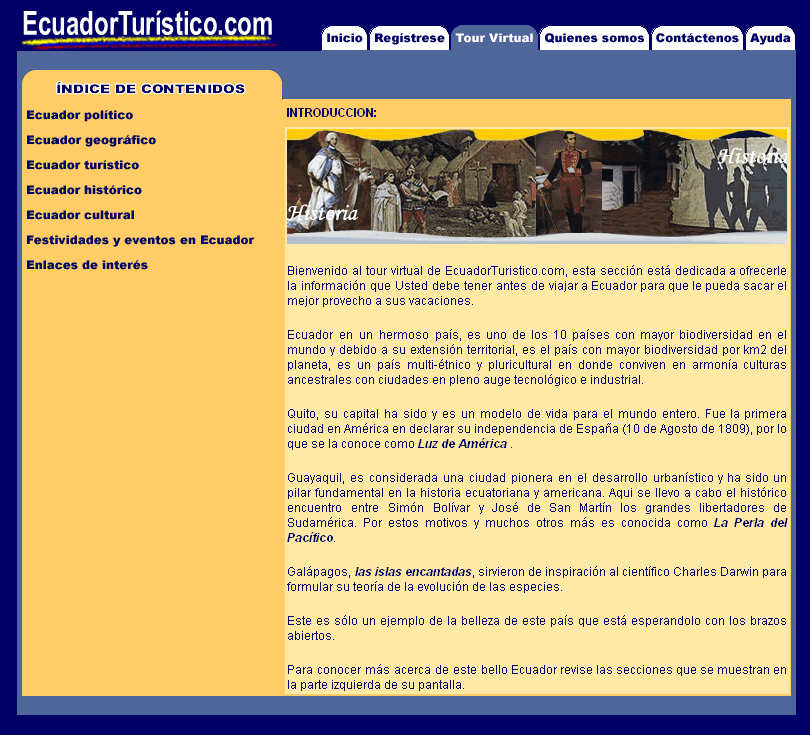 EcuadorTurístico.com
Inicio
Regístrese
Tour Virtual
Quienes somos
Contáctenos
Ayuda
ÍNDICE DE CONTENIDOS
Ecuador político
Ecuador geográfico
Ecuador turístico
Ecuador histórico
Ecuador cultural
Festividades y eventos en Ecuador
Enlaces de interés
INTRODUCCION:
Historia
Historia
Bienvenido al tour virtual de EcuadorTuristico.com, esta sección está dedicada a ofrecerle
la información que Usted debe tener antes de viajar a Ecuador para que le pueda sacar el
mejor provecho a sus vacaciones.
Ecuador en un hermoso país, es uno de los 10 países con mayor biodiversidad en el
mundo y debido a su extensión territorial, es el país con mayor biodiversidad por km2 del
planeta, es un país multi-étnico y pluricultural en donde conviven en armonía culturas
ancestrales con ciudades en pleno auge tecnológico e industrial.
Quito, su capital ha sido y es un modelo de vida para el mundo entero. Fue la primera
ciudad en América en declarar su independencia de España (10 de Agosto de 1809), por lo
que se la conoce como Luz de América .
Guayaquil, es considerada una ciudad pionera en el desarrollo urbanístico y ha sido un
pilar fundamental en la historia ecuatoriana y americana. Aqui se llevo a cabo el histórico
encuentro entre Simón Bolívar y José de San Martín los grandes libertadores de
Sudamérica. Por estos motivos y muchos otros más es conocida como La Perla del
Pacífico.
Galápagos, las islas encantadas, sirvieron de inspiración al científico Charles Darwin para
formular su teoría de la evolución de las especies.
Este es sólo un ejemplo de la belleza de este país que está esperandolo con los brazos
abiertos.
Para conocer más acerca de este bello Ecuador revise las secciones que se muestran en
la parte izquierda de su pantalla.